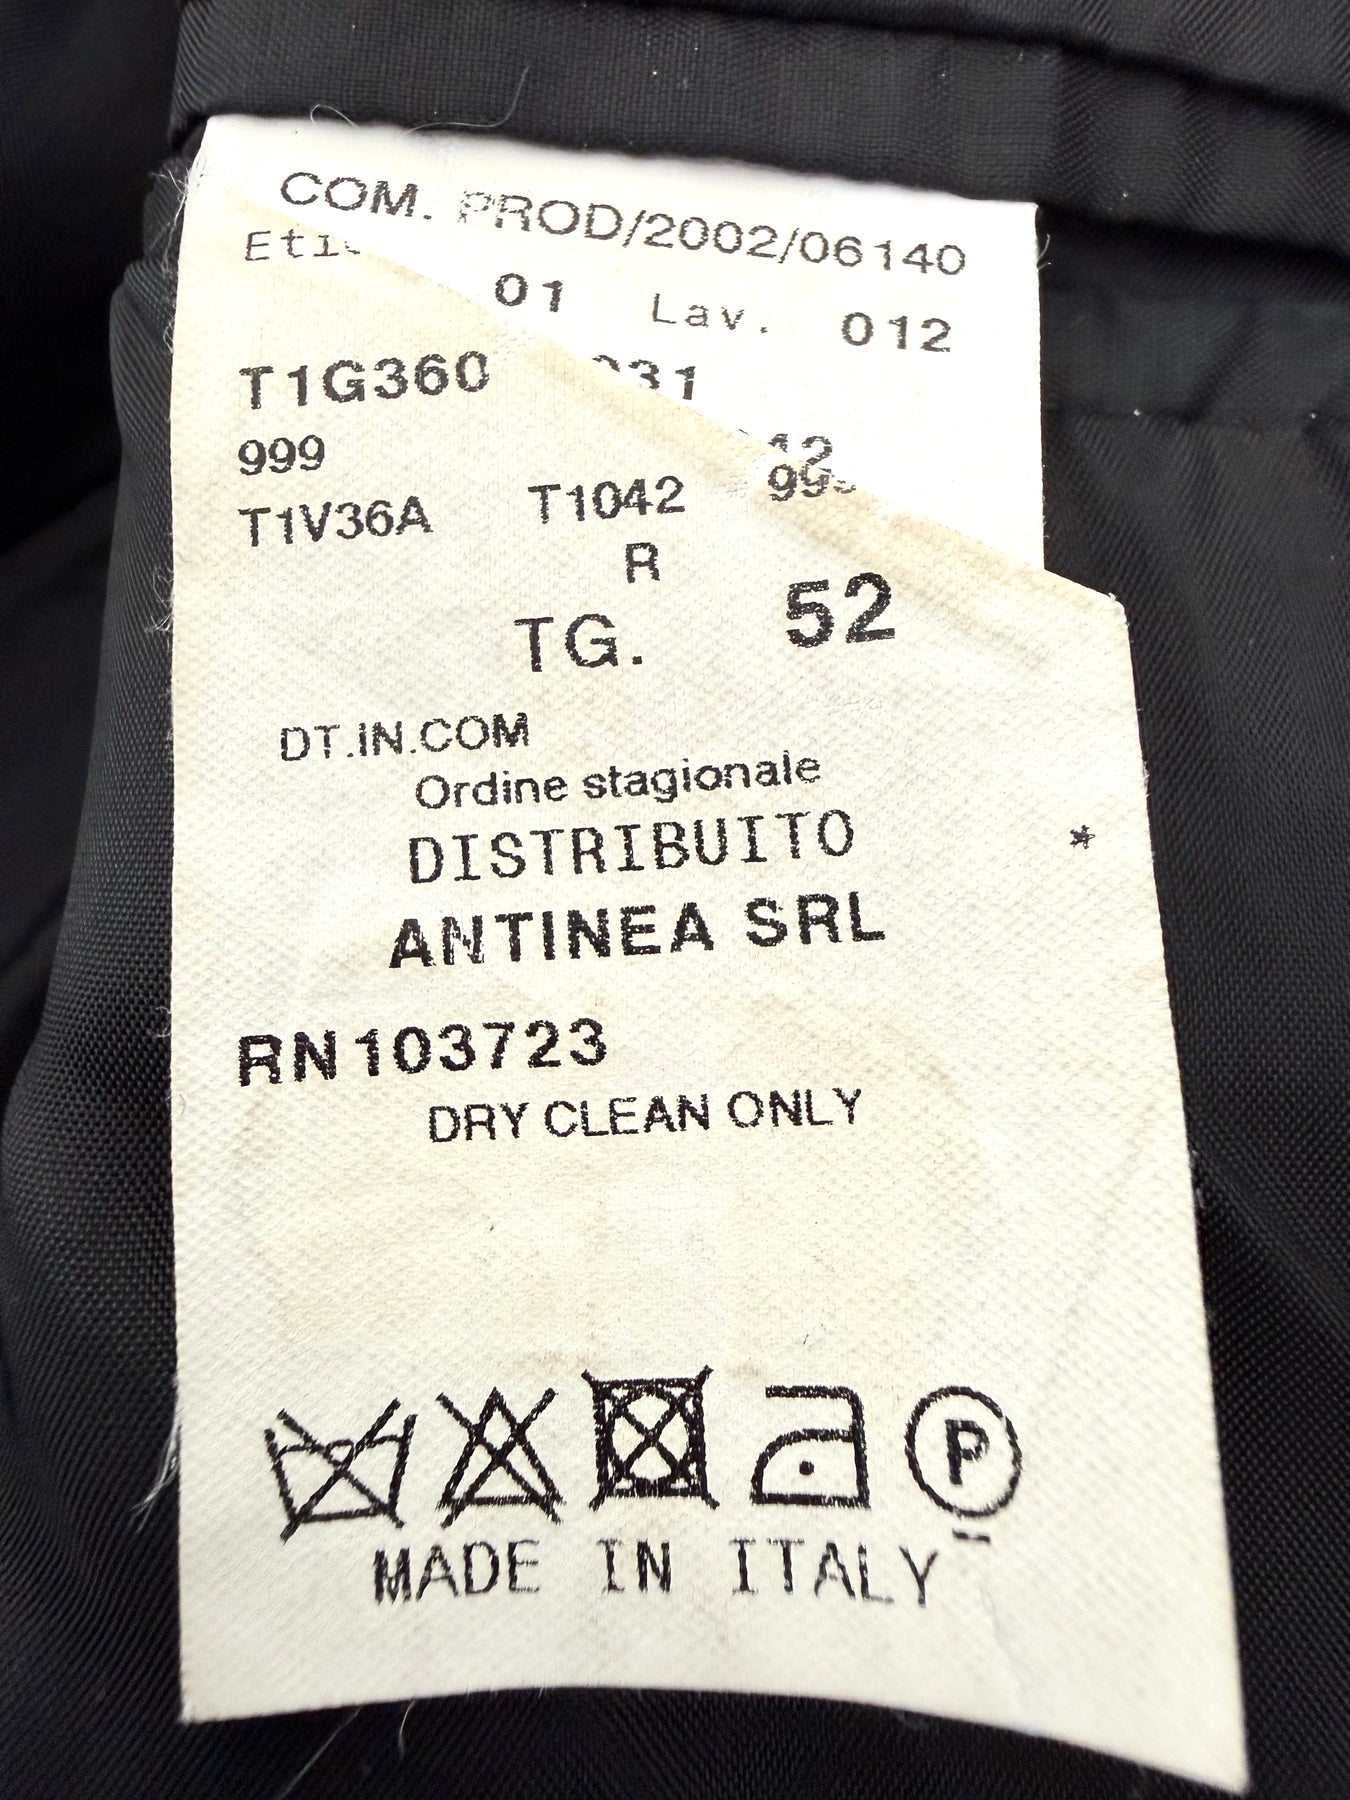 COM. PROD/2002/06140
01 Lav. 012
T1G360 031
999
T1V36A T1042
R
TG. 52
DT.IN.COM
Ordine stagionale
DISTRIBUITO *
ANTINEA SRL
RN103723
DRY CLEAN ONLY
P
MADE IN ITALY